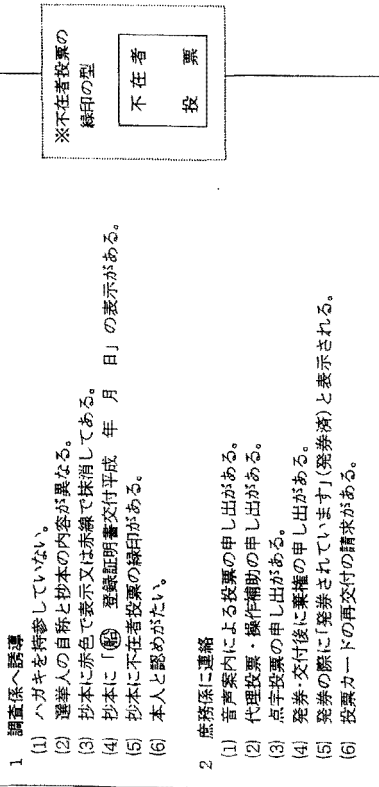 1 調査係へ誘導
(1) ハガキを持参していない。
(2) 選挙人の自称と抄本の内容が異なる。
(3) 抄本に赤色で表示又は赤線で抹消してある。
(4) 抄本に「㊋船 登録証明書交付平成 年 月 日」の表示がある。
(5) 抄本に不在者投票の緑印がある。
(6) 本人と認めがたい。
2 庶務係に連絡
(1) 音声案内による投票の申し出がある。
(2) 代理投票・操作補助の申し出がある。
(3) 点字投票の申し出がある。
(4) 発券・交付後に棄権の申し出がある。
(5) 発券の際に「発券されています」(発券済)と表示される。
(6) 投票カードの再交付の請求がある。
※不在者投票の
緑印の型
不在者
投票